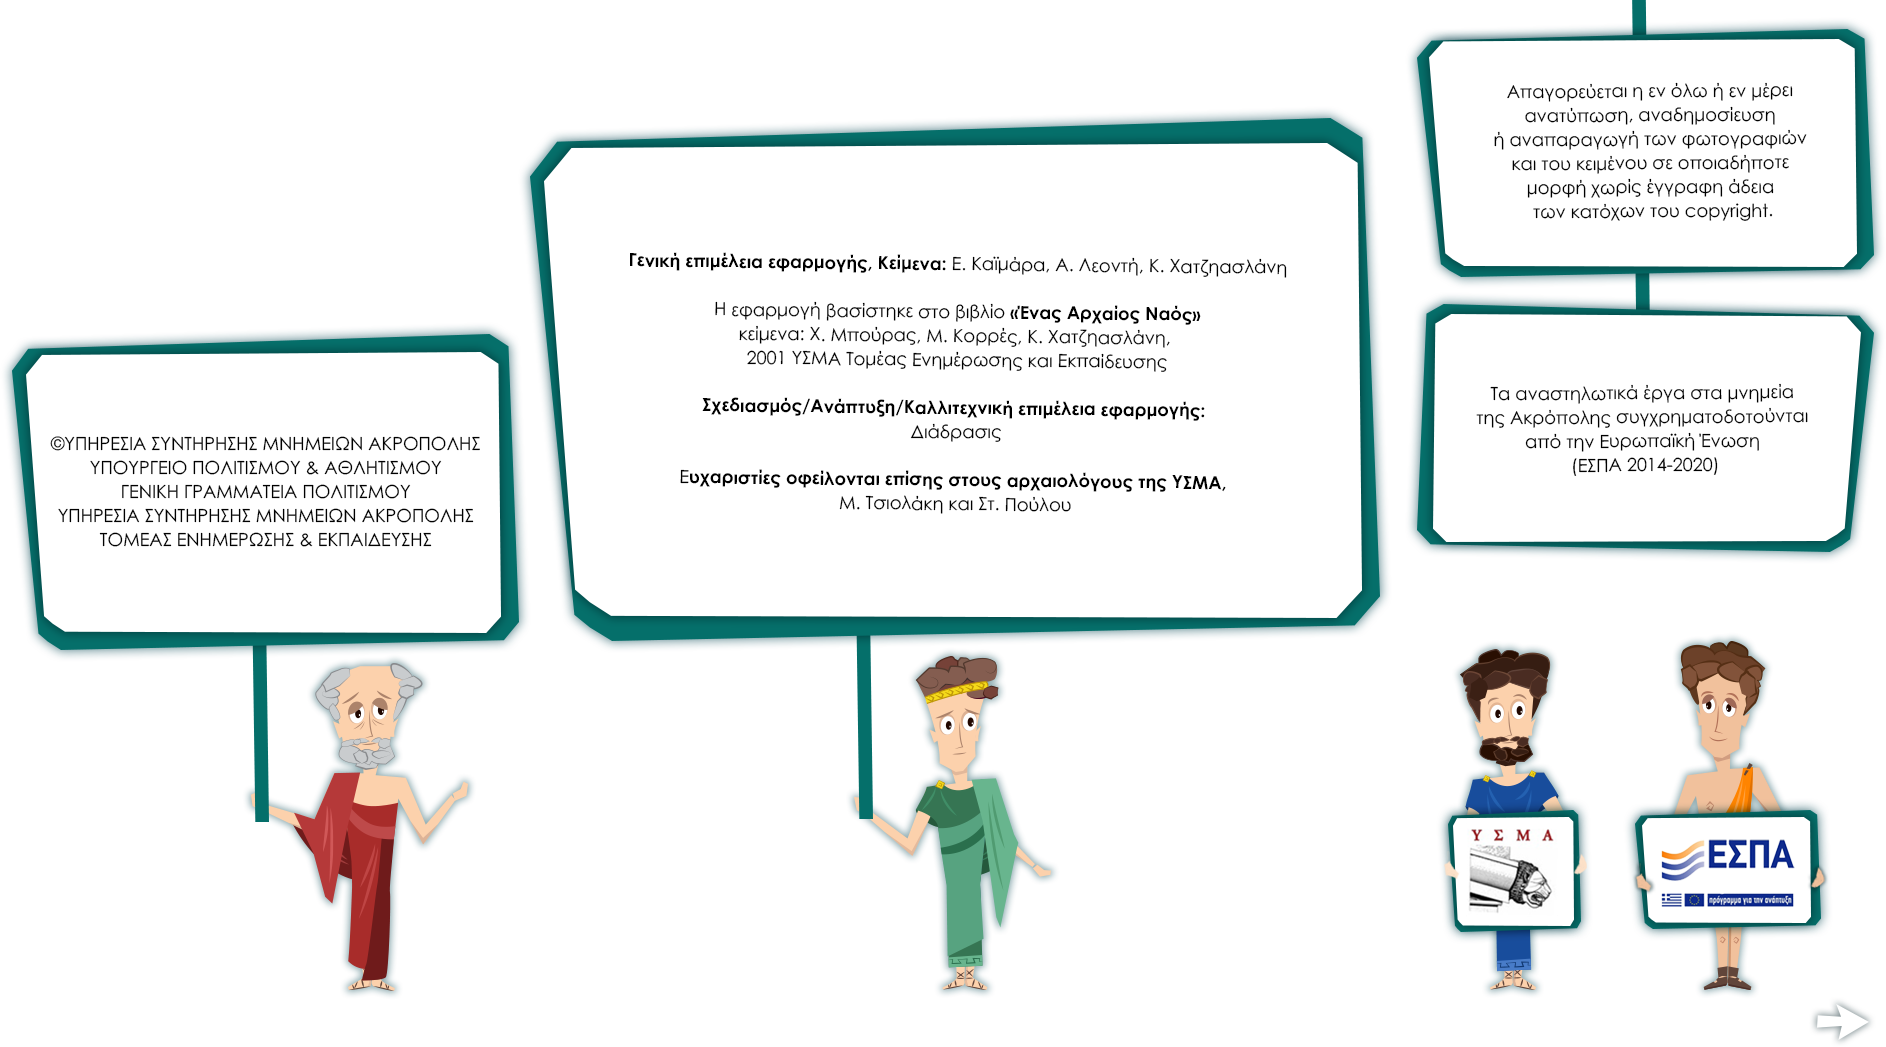 ©ΥΠΗΡΕΣΙΑ ΣΥΝΤΗΡΗΣΗΣ ΜΝΗΜΕΙΩΝ ΑΚΡΟΠΟΛΗΣ
ΥΠΟΥΡΓΕΙΟ ΠΟΛΙΤΙΣΜΟΥ & ΑΘΛΗΤΙΣΜΟΥ
ΓΕΝΙΚΗ ΓΡΑΜΜΑΤΕΙΑ ΠΟΛΙΤΙΣΜΟΥ
ΥΠΗΡΕΣΙΑ ΣΥΝΤΗΡΗΣΗΣ ΜΝΗΜΕΙΩΝ ΑΚΡΟΠΟΛΗΣ
ΤΟΜΕΑΣ ΕΝΗΜΕΡΩΣΗΣ & ΕΚΠΑΙΔΕΥΣΗΣ
Γενική επιμέλεια εφαρμογής, Κείμενα: Ε. Καϊμάρα, Α. Λεοντή, Κ. Χατζηασλάνη
Η εφαρμογή βασίστηκε στο βιβλίο «Ένας Αρχαίος Ναός»
κείμενα: Χ. Μπούρας, Μ. Κορρές, Κ. Χατζηασλάνη,
2001 ΥΣΜΑ Τομέας Ενημέρωσης και Εκπαίδευσης
Σχεδιασμός/Ανάπτυξη/Καλλιτεχνική επιμέλεια εφαρμογής:
Διάδρασις
Ευχαριστίες οφείλονται επίσης στους αρχαιολόγους της ΥΣΜΑ,
Μ. Τσιολάκη και Στ. Πούλου
Απαγορεύεται η εν όλω ή εν μέρει
ανατύπωση, αναδημοσίευση
ή αναπαραγωγή των φωτογραφιών
και του κειμένου σε οποιαδήποτε
μορφή χωρίς έγγραφη άδεια
των κατόχων του copyright.
Τα αναστηλωτικά έργα στα μνημεία
της Ακρόπολης συγχρηματοδοτούνται
από την Ευρωπαϊκή Ένωση
(ΕΣΠΑ 2014-2020)
Υ Σ Μ Α
ΕΣΠΑ
πρόγραμμα για την ανάπτυξη